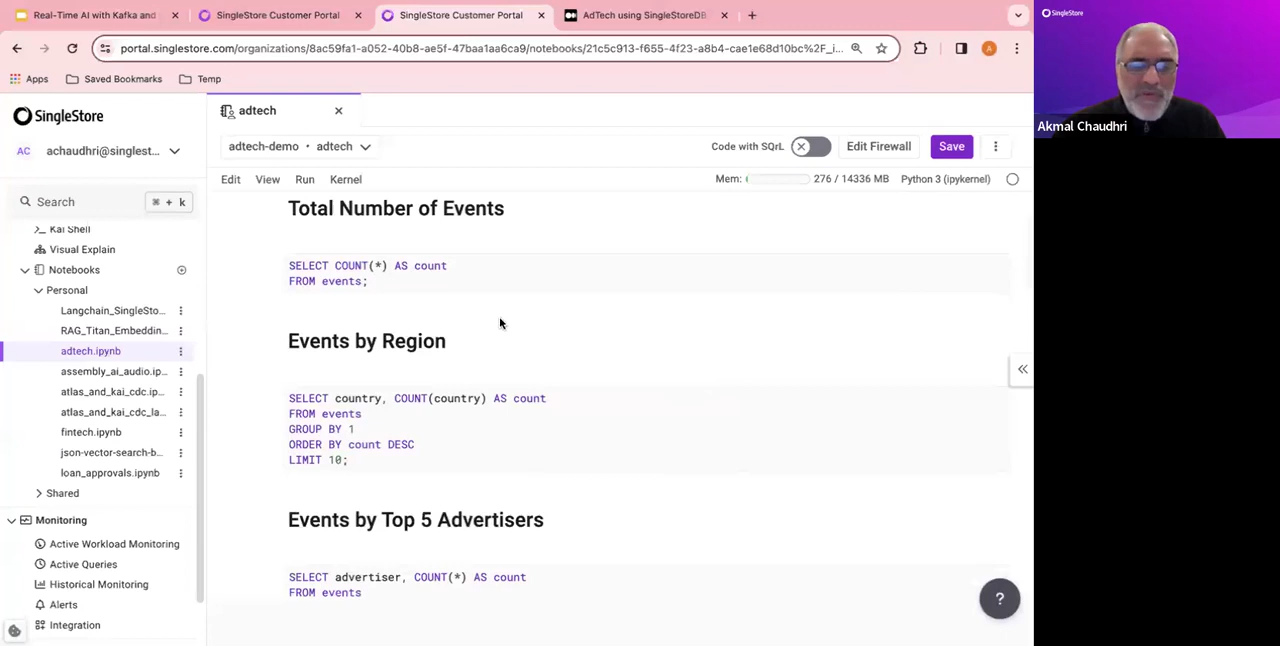 Real-Time AI with Kafka and
SingleStore Customer Portal
SingleStore Customer Portal
AdTech using SingleStoreDB
portal.singlestore.com/organizations/8ac59fa1-a052-40b8-ae5f-47baa1aa6ca9/notebooks/21c5c913-f655-4f23-a8b4-cae1e68d10bc%2F_i...
A
Apps
Saved Bookmarks
Temp
SingleStore
Akmal Chaudhri
SingleStore
AC
achaudhri@singlest...
Search
⌘ + k
Kai Shell
Visual Explain
Notebooks
Personal
Langchain_SingleSto...
RAG_Titan_Embeddin...
adtech.ipynb
assembly_ai_audio.ip...
atlas_and_kai_cdc.ip...
atlas_and_kai_cdc_la...
fintech.ipynb
json-vector-search-b...
loan_approvals.ipynb
Shared
Monitoring
Active Workload Monitoring
Active Queries
Historical Monitoring
Alerts
Integration
adtech
adtech-demo • adtech
Code with SQrL
Edit Firewall
Save
Edit
View
Run
Kernel
Mem:
276 / 14336 MB
Python 3 (ipykernel)
Total Number of Events
SELECT COUNT(*) AS count
FROM events;
Events by Region
SELECT country, COUNT(country) AS count
FROM events
GROUP BY 1
ORDER BY count DESC
LIMIT 10;
Events by Top 5 Advertisers
SELECT advertiser, COUNT(*) AS count
FROM events
?